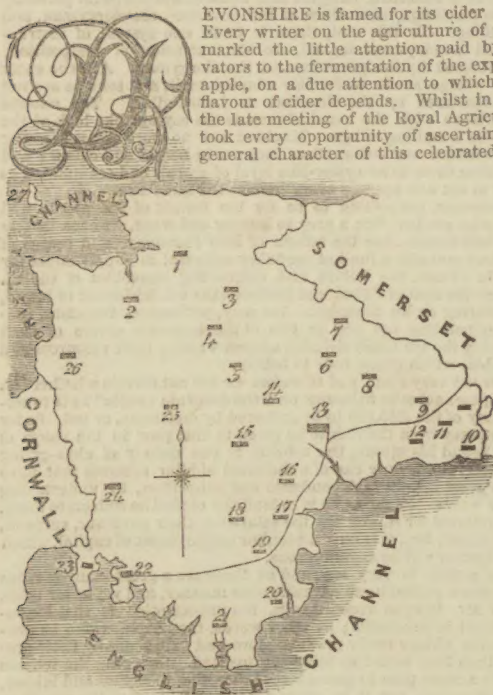 DEVONSHIRE is famed for its cider
Every writer on the agriculture of
marked the little attention paid b
vators to the fermentation of the exp
apple, on a due attention to which
flavour of cider depends. Whilst in
the late meeting of the Royal Agric
took every opportunity of ascertain
general character of this celebrated
27
CHANNEL
SOMERSET
1
2
3
4
7
26
5
6
8
14
9
25
13
11
12
10
15
CORNWALL
16
24
18
17
19
23
22
20
21
ENGLISH CHANNEL